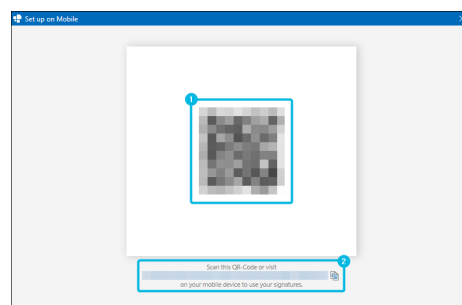 Set up on Mobile
1
2
Scan this QR-Code or visit
on your mobile device to use your signatures.